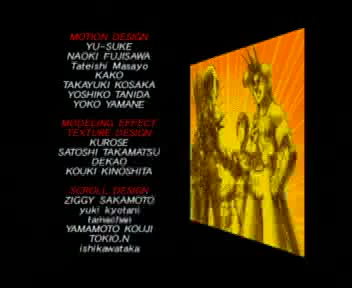 MOTION DESIGN
YU-SUKE
NAOKI FUJISAWA
Tateishi Masayo
KAKO
TAKAYUKI KOSAKA
YOSHIKO TANIDA
YOKO YAMANE
MODELING EFFECT
TEXTURE DESIGN
KUROSE
SATOSHI TAKAMATSU
DEKAO
KOUKI KINOSHITA
SCROLL DESIGN
ZIGGY SAKAMOTO
yuki kyotani
tamachan
YAMAMOTO KOUJI
TOKIO.N
ishikawataka